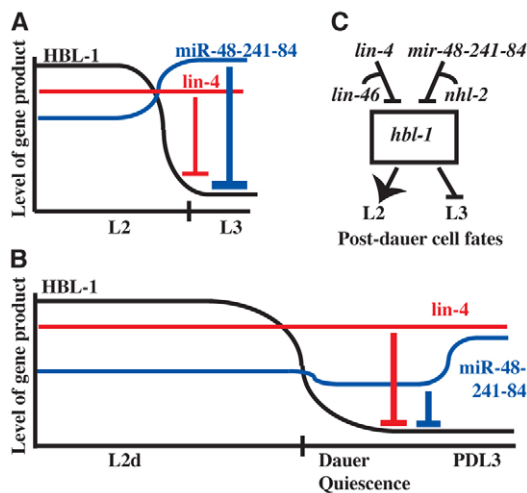 A
HBL-1
miR-48-241-84
lin-4
Level of gene product
L2
L3
C
lin-4
mir-48-241-84
lin-46
nhl-2
hbl-1
L2
L3
Post-dauer cell fates
B
HBL-1
lin-4
miR-48-
241-84
Level of gene product
L2d
Dauer
Quiescence
PDL3